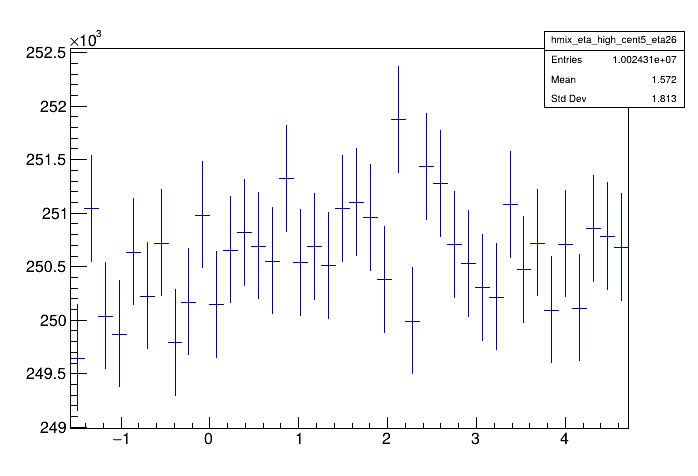 ×10³
hmix_eta_high_cent5_eta26
Entries 1.002431e+07
Mean 1.572
Std Dev 1.813
252.5
252
251.5
251
250.5
250
249.5
249
−1 0 1 2 3 4